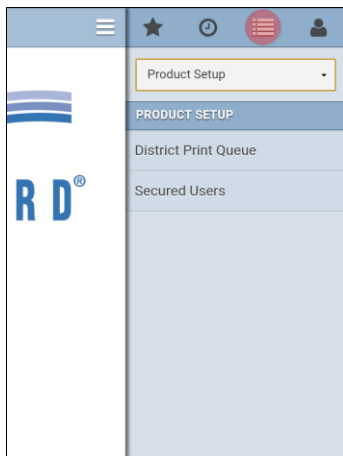 Product Setup
PRODUCT SETUP
District Print Queue
Secured Users
R D®